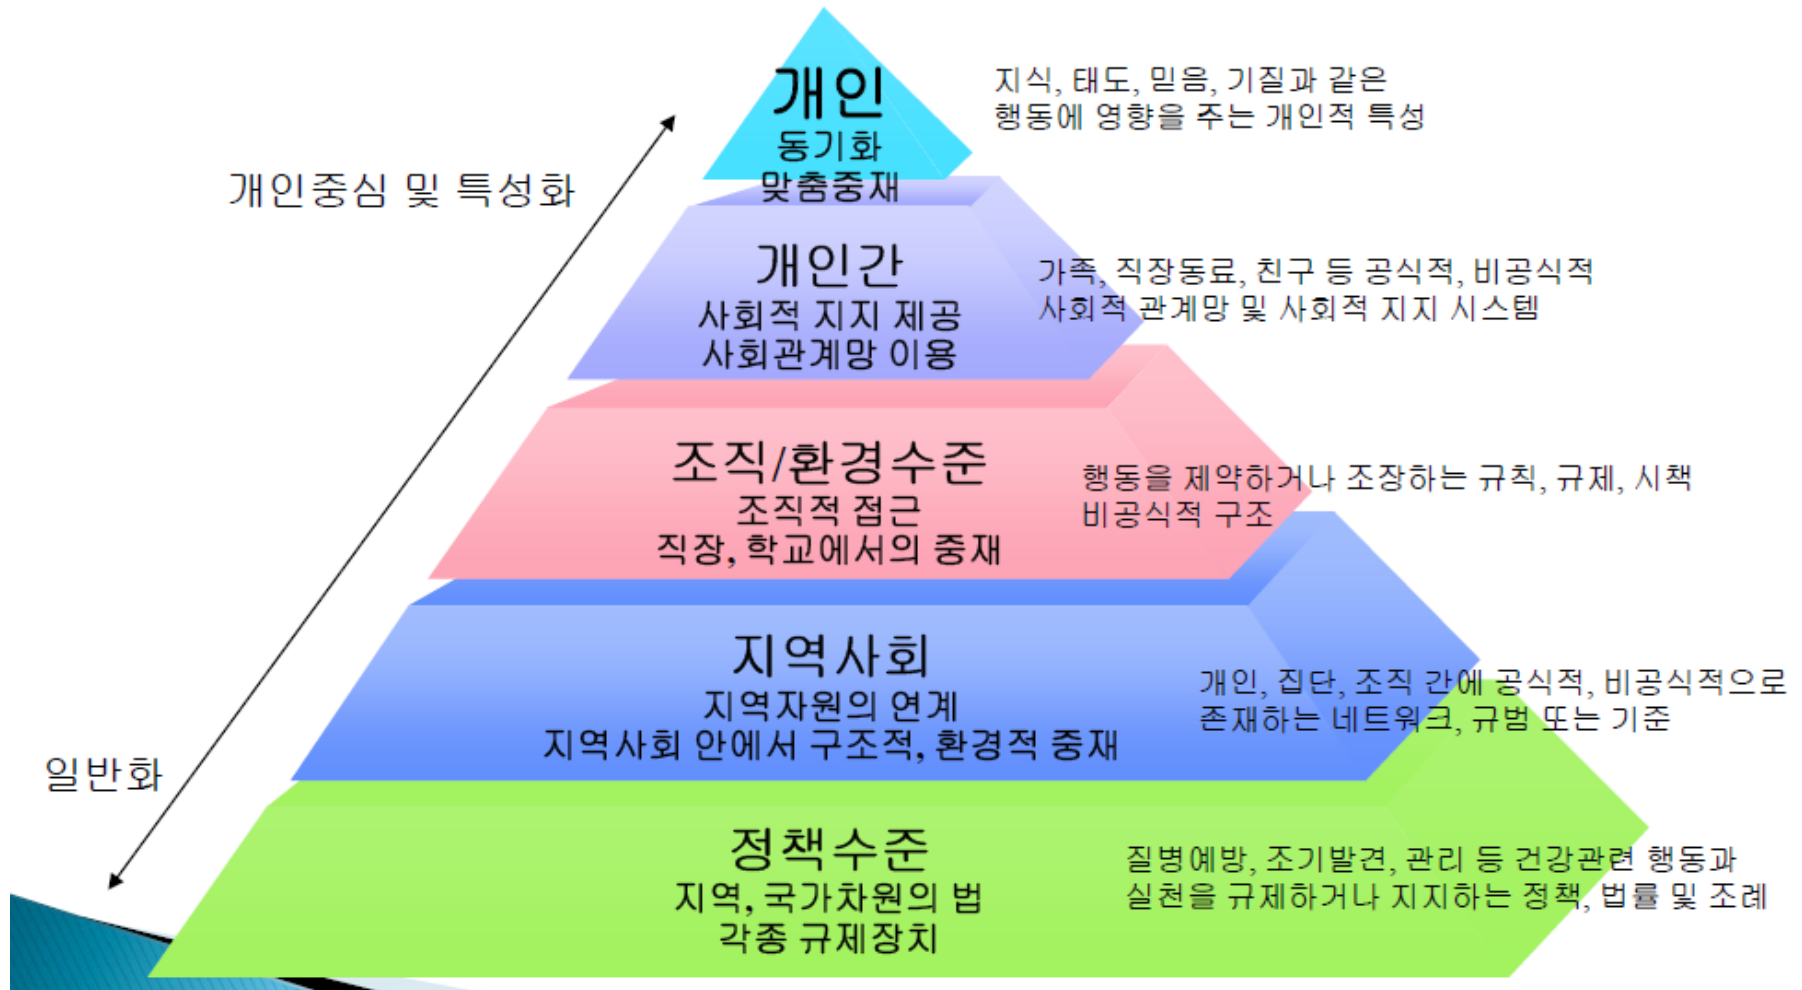 개인
동기화
맞춤중재
지식, 태도, 믿음, 기질과 같은
행동에 영향을 주는 개인적 특성
개인중심 및 특성화
개인간
사회적 지지 제공
사회관계망 이용
가족, 직장동료, 친구 등 공식적, 비공식적
사회적 관계망 및 사회적 지지 시스템
조직/환경수준
조직적 접근
직장, 학교에서의 중재
행동을 제약하거나 조장하는 규칙, 규제, 시책
비공식적 구조
지역사회
지역자원의 연계
지역사회 안에서 구조적, 환경적 중재
개인, 집단, 조직 간에 공식적, 비공식적으로
존재하는 네트워크, 규범 또는 기준
일반화
정책수준
지역, 국가차원의 법
각종 규제장치
질병예방, 조기발견, 관리 등 건강관련 행동과
실천을 규제하거나 지지하는 정책, 법률 및 조례